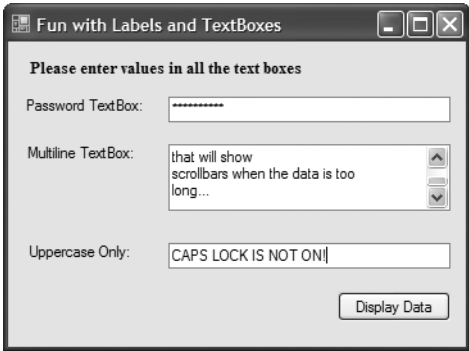 Fun with Labels and TextBoxes
Please enter values in all the text boxes
Password TextBox: **********
Multiline TextBox: that will show
scrollbars when the data is too
long...
Uppercase Only: CAPS LOCK IS NOT ON!
Display Data